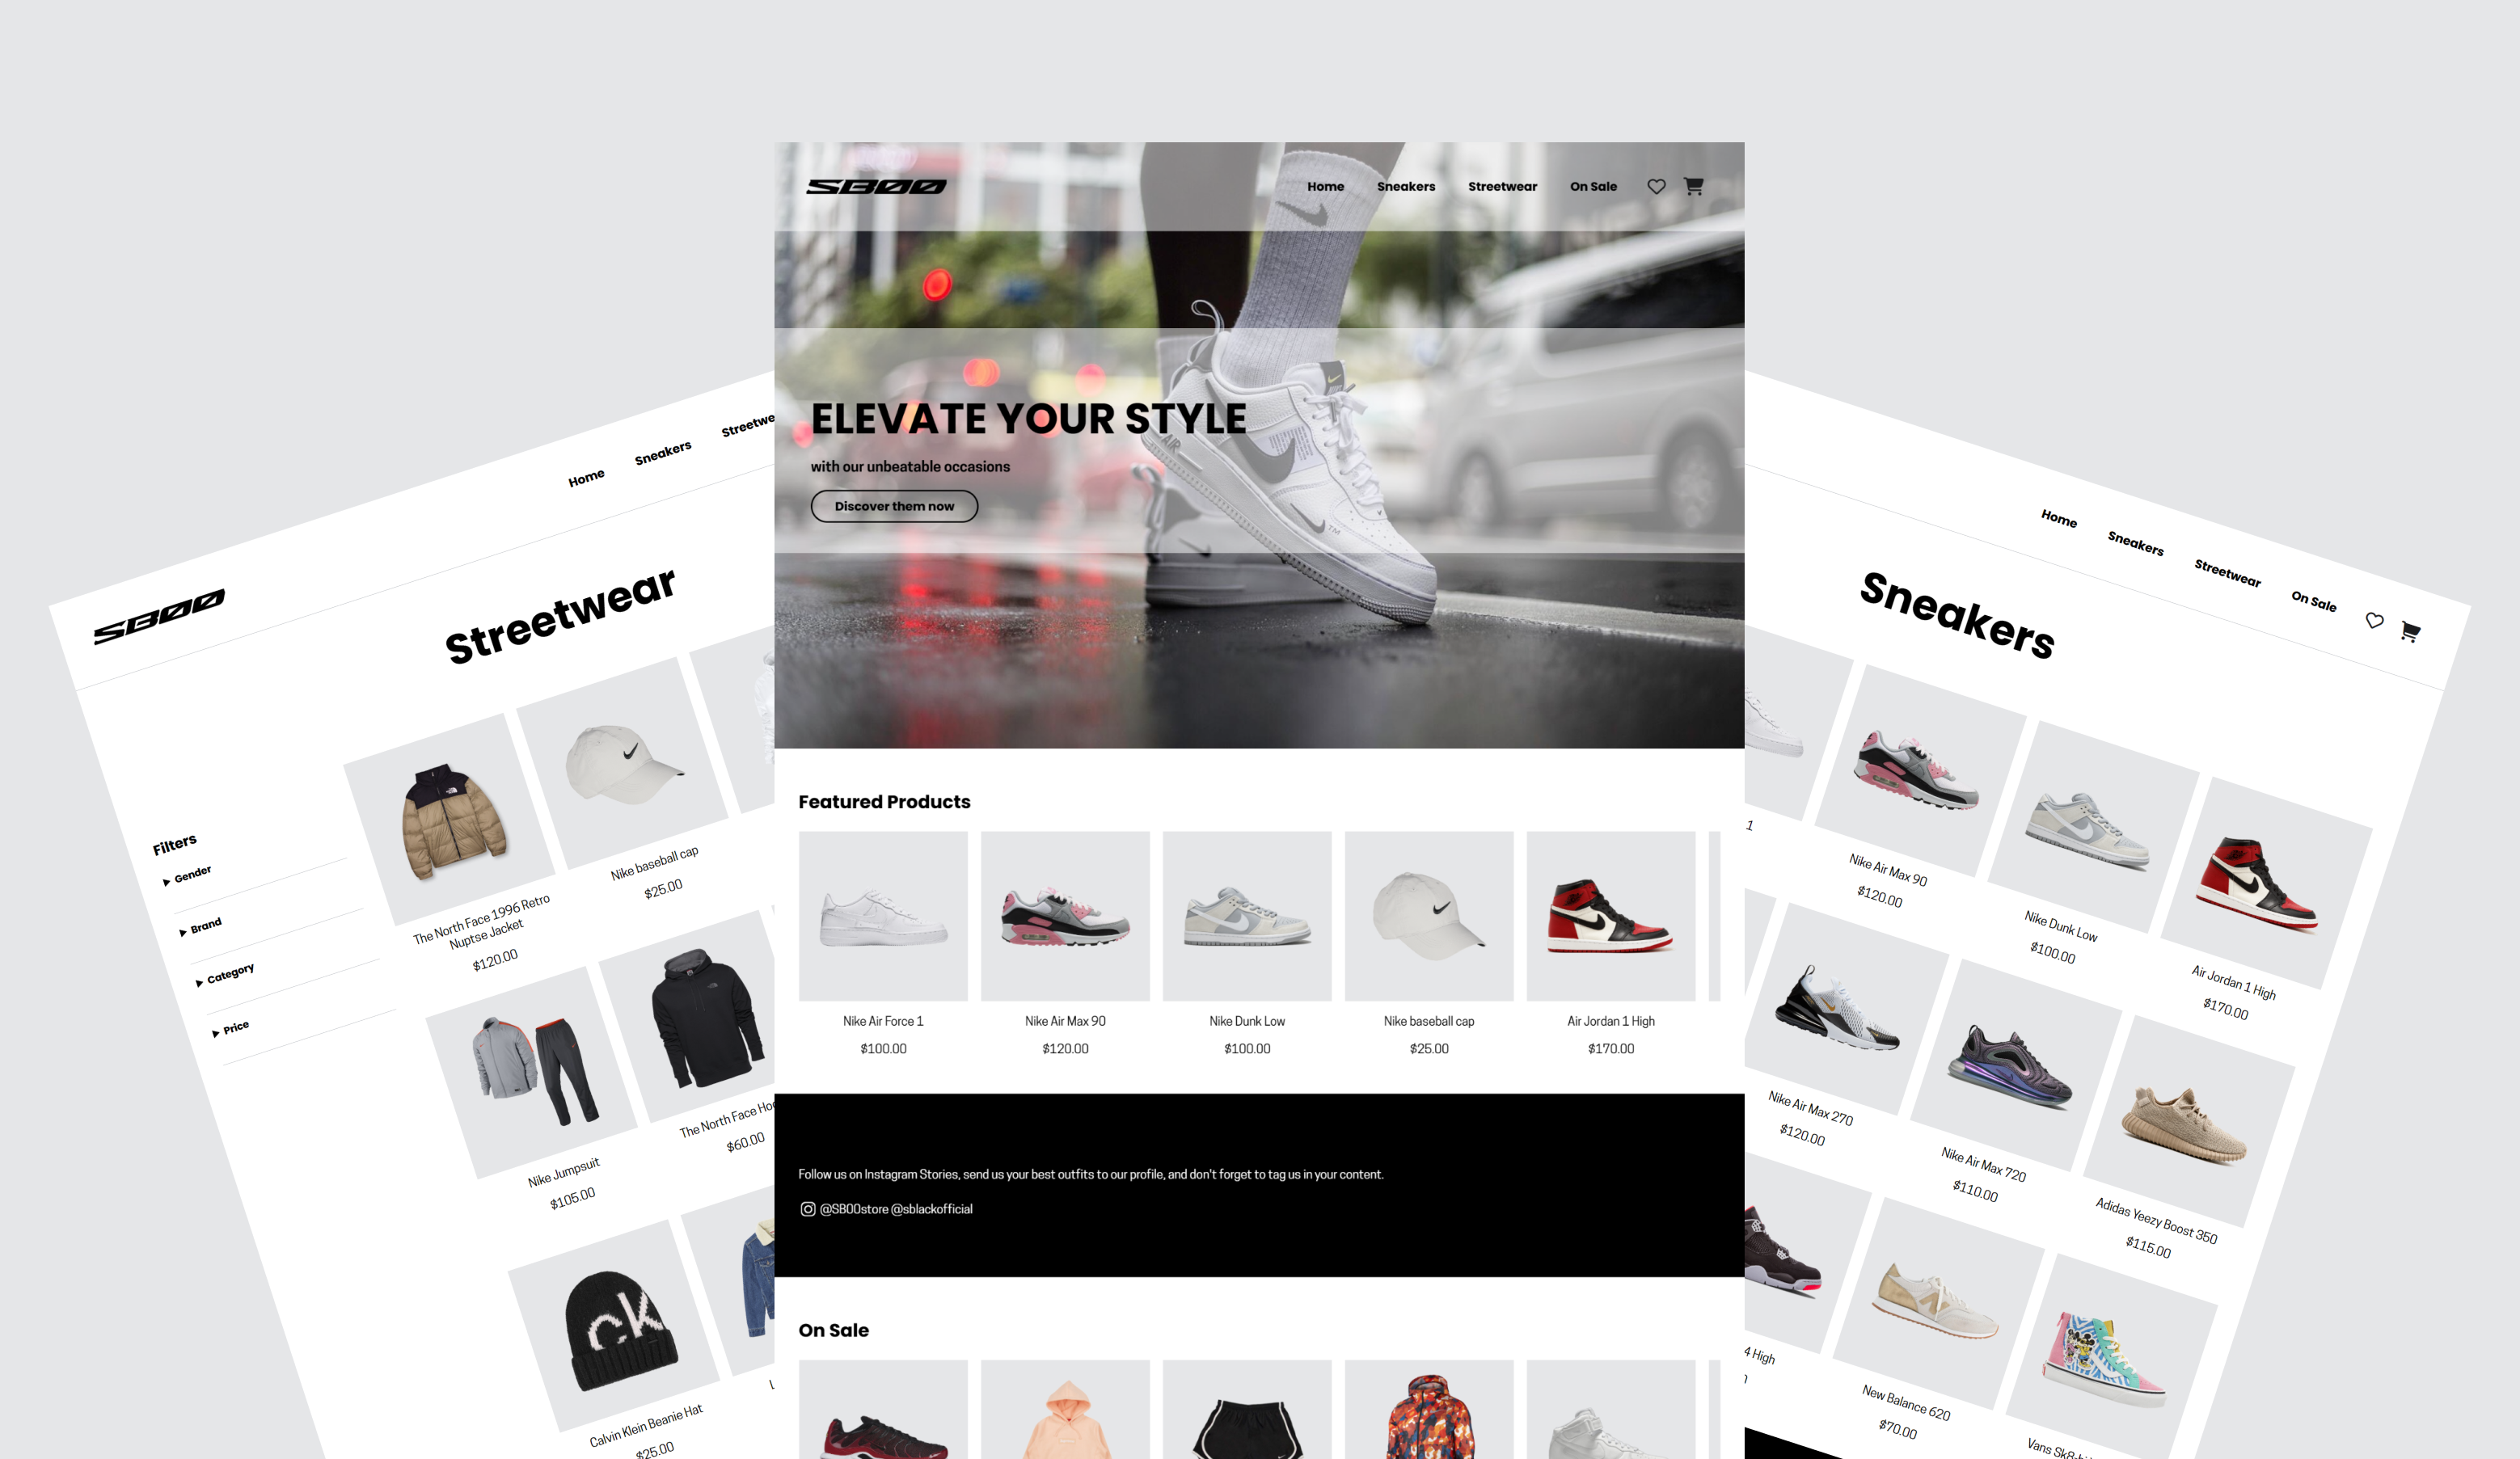 SB00
Home
Sneakers
Streetwear
On Sale
ELEVATE YOUR STYLE
with our unbeatable occasions
Discover them now
Featured Products
Nike Air Force 1
$100.00
Nike Air Max 90
$120.00
Nike Dunk Low
$100.00
Nike baseball cap
$25.00
Air Jordan 1 High
$170.00
Follow us on Instagram Stories, send us your best outfits to our profile, and don't forget to tag us in your content.
@SB00store @sblackofficial
On Sale
SB00
Home
Sneakers
Streetwe
Streetwear
Filters
Gender
Brand
Category
Price
The North Face 1996 Retro
Nuptse Jacket
$120.00
Nike baseball cap
$25.00
Nike Jumpsuit
$105.00
The North Face Hoo
$60.00
Calvin Klein Beanie Hat
$25.00
ck
Home
Sneakers
Streetwear
On Sale
Sneakers
1
Nike Air Max 90
$120.00
Nike Dunk Low
$100.00
Air Jordan 1 High
$170.00
Nike Air Max 270
$120.00
Nike Air Max 720
$110.00
Adidas Yeezy Boost 350
$115.00
4 High
New Balance 620
$70.00
Vans Sk8-hi
AIR